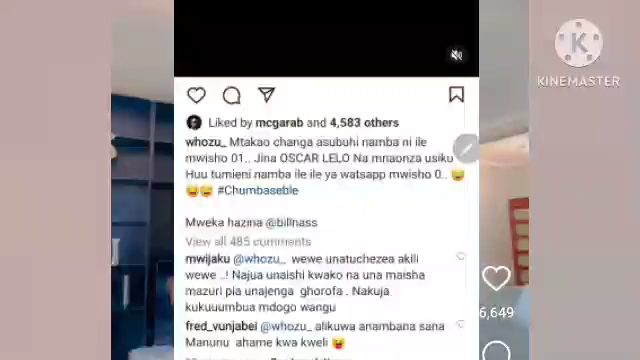 KINEMASTER
Liked by mcgarab and 4,583 others
whozu_ Mtakao changa asubuhi namba ni ile
mwisho 01.. Jina OSCAR LELO Na mnaonza usiku
Huu tumieni namba ile ile ya watsapp mwisho 0.. 😄
😝😄 #Chumbaseble
Mweka hazina @billnass
View all 485 comments
mwijaku @whozu_ wewe unatuchezea akili
wewe ..! Najua unaishi kwako na una maisha
mazuri pia unajenga ghorofa . Nakuja
kukuuumbua mdogo wangu
fred_vunjabei @whozu_ alikuwa anambana sana
Manunu ahame kwa kweli 😝
6,649